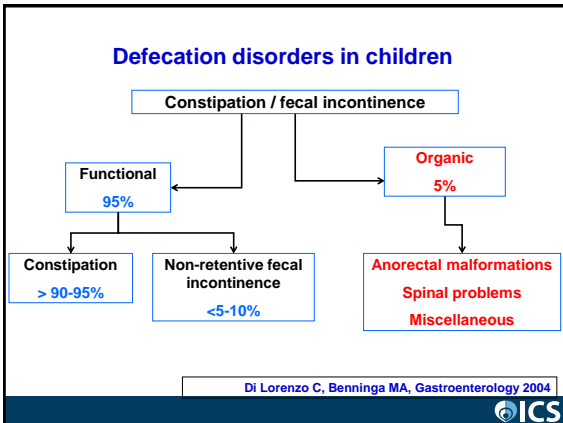 Defecation disorders in children
Constipation / fecal incontinence
Functional
95%
Organic
5%
Constipation
> 90-95%
Non-retentive fecal
incontinence
<5-10%
Anorectal malformations
Spinal problems
Miscellaneous
Di Lorenzo C, Benninga MA, Gastroenterology 2004
ICS